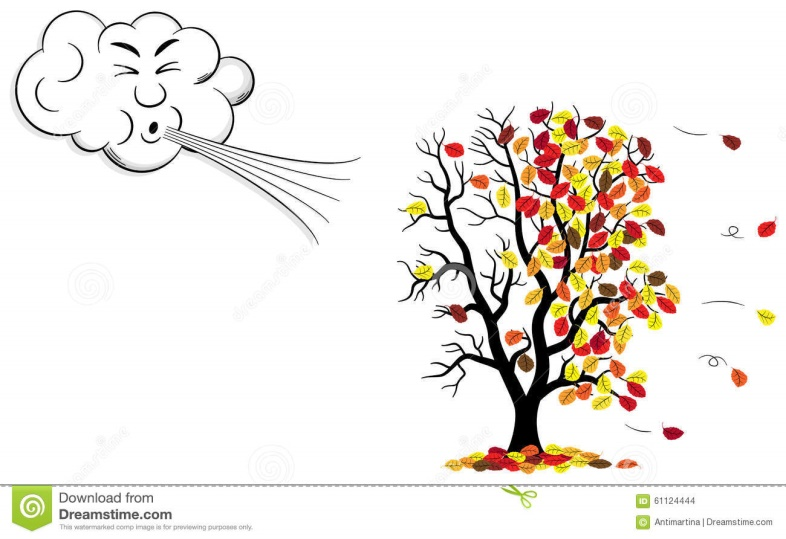 Download from
Dreamstime.com
This watermarked comp image is for previewing purposes only.
ID 61124444
© Antimartina | Dreamstime.com